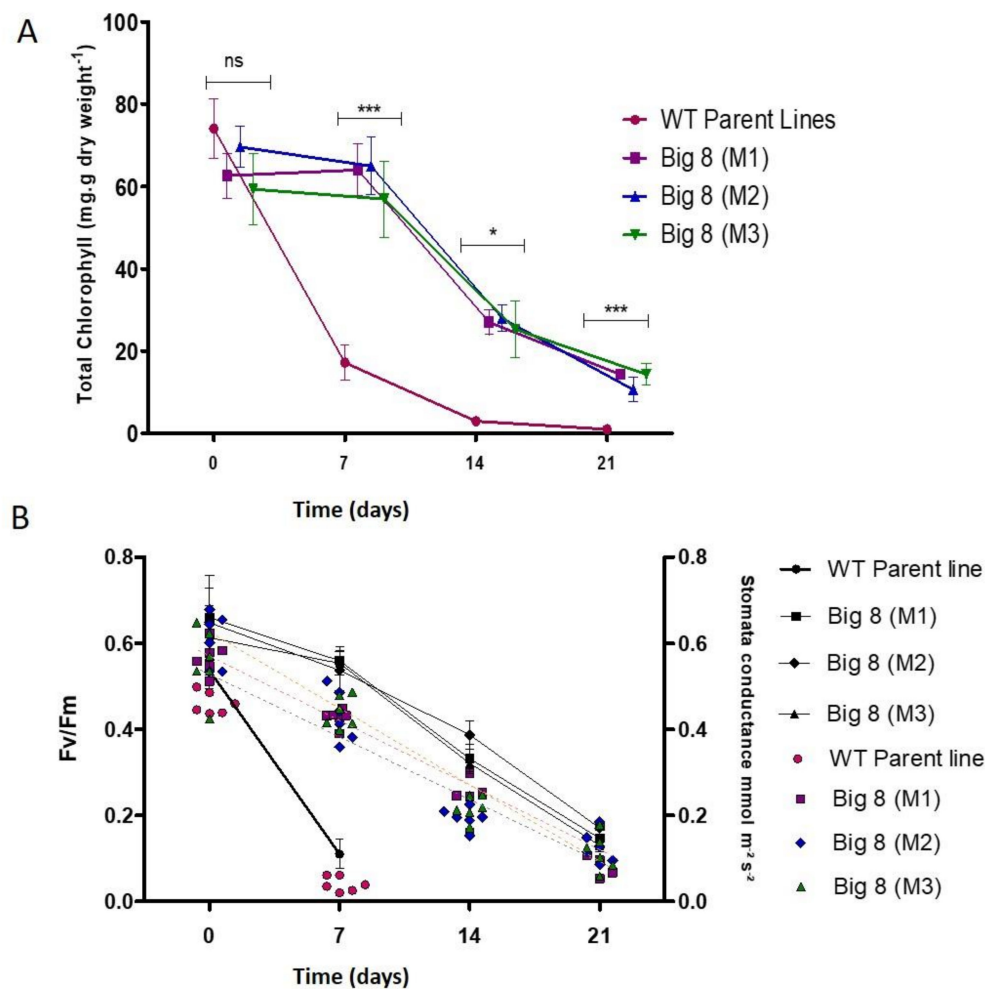 A
100
80
60
40
20
0
Total Chlorophyll (mg.g dry weight⁻¹)
ns
***
*
***
WT Parent Lines
Big 8 (M1)
Big 8 (M2)
Big 8 (M3)
0 7 14 21
Time (days)
B
0.8
0.6
0.4
0.2
0.0
Fv/Fm
0.8
0.6
0.4
0.2
0.0
Stomata conductance mmol m⁻² s⁻²
WT Parent line
Big 8 (M1)
Big 8 (M2)
Big 8 (M3)
WT Parent line
Big 8 (M1)
Big 8 (M2)
Big 8 (M3)
0 7 14 21
Time (days)